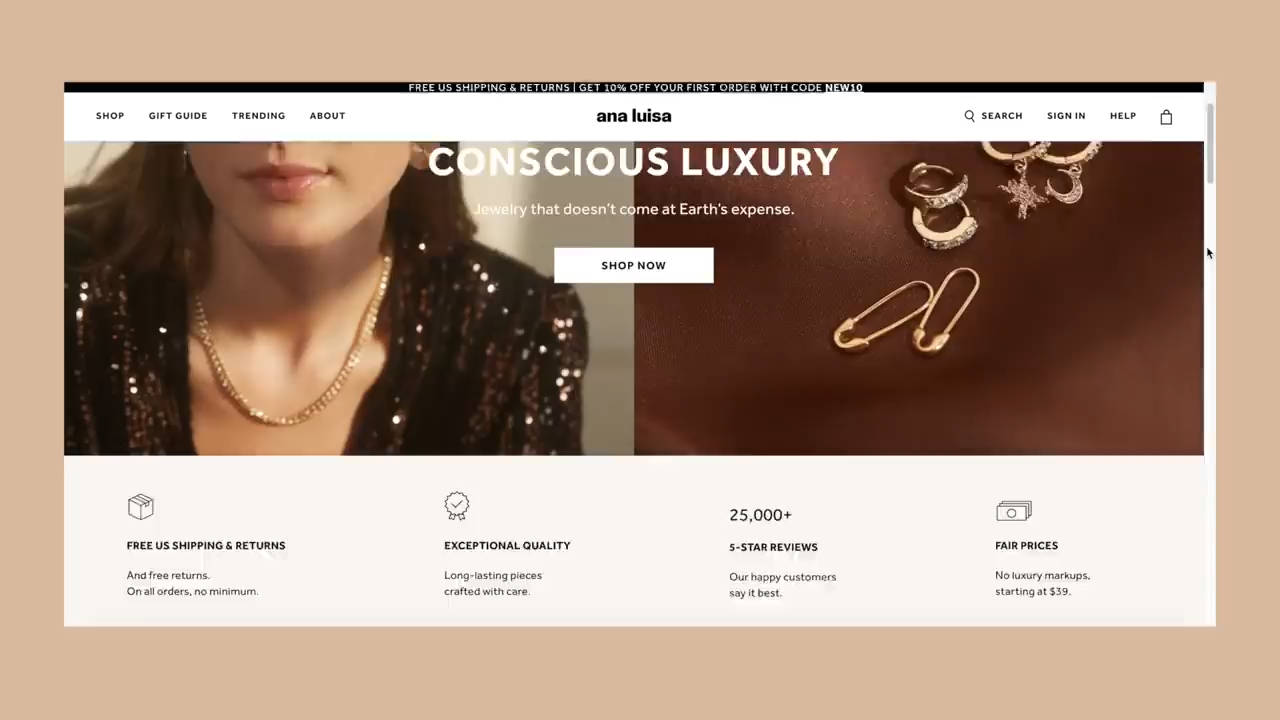 FREE US SHIPPING & RETURNS | GET 10% OFF YOUR FIRST ORDER WITH CODE NEW10
SHOP GIFT GUIDE TRENDING ABOUT ana luisa SEARCH SIGN IN HELP
CONSCIOUS LUXURY
Jewelry that doesn't come at Earth's expense.
SHOP NOW
25,000+
FREE US SHIPPING & RETURNS EXCEPTIONAL QUALITY 5-STAR REVIEWS FAIR PRICES
And free returns. Long-lasting pieces Our happy customers No luxury markups,
On all orders, no minimum. crafted with care. say it best. starting at $39.